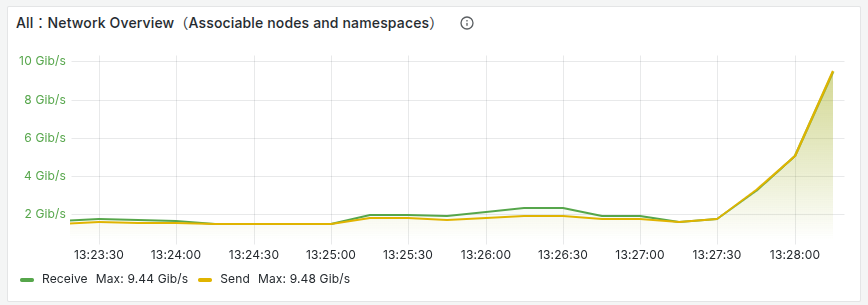 All：Network Overview（Associable nodes and namespaces）
10 Gib/s
8 Gib/s
6 Gib/s
4 Gib/s
2 Gib/s
13:23:30 13:24:00 13:24:30 13:25:00 13:25:30 13:26:00 13:26:30 13:27:00 13:27:30 13:28:00
Receive Max: 9.44 Gib/s Send Max: 9.48 Gib/s